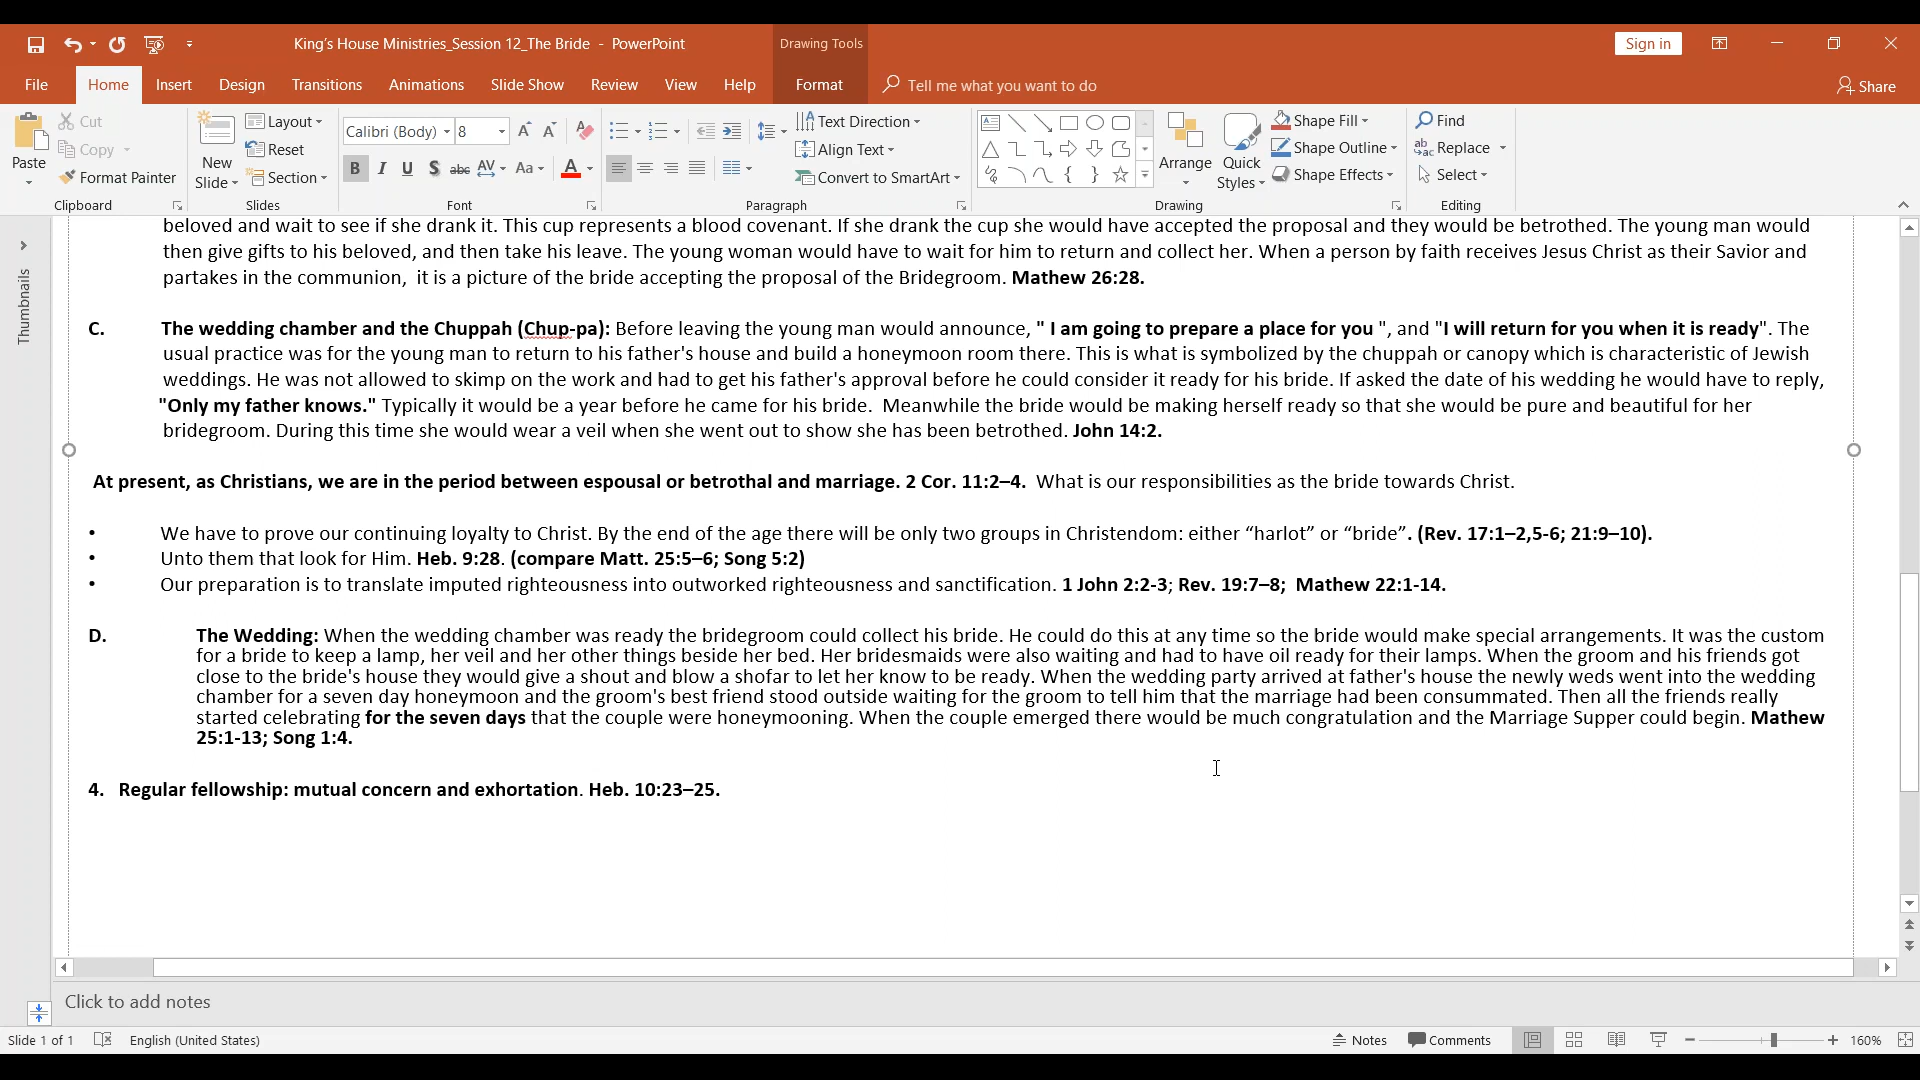 King's House Ministries_Session 12_The Bride - PowerPoint
Drawing Tools
Sign in
File Home Insert Design Transitions Animations Slide Show Review View Help Format Tell me what you want to do Share
Paste
Cut
Copy
Format Painter
Clipboard
New Slide
Layout
Reset
Section
Slides
Calibri (Body) 8
B I U S abc AV Aa A
Font
Paragraph
Text Direction
Align Text
Convert to SmartArt
Arrange
Quick Styles
Shape Fill
Shape Outline
Shape Effects
Drawing
Find
Replace
Select
Editing
Thumbnails
beloved and wait to see if she drank it. This cup represents a blood covenant. If she drank the cup she would have accepted the proposal and they would be betrothed. The young man would
then give gifts to his beloved, and then take his leave. The young woman would have to wait for him to return and collect her. When a person by faith receives Jesus Christ as their Savior and
partakes in the communion,  it is a picture of the bride accepting the proposal of the Bridegroom. Mathew 26:28.
C. The wedding chamber and the Chuppah (Chup-pa): Before leaving the young man would announce, " I am going to prepare a place for you ", and "I will return for you when it is ready". The
usual practice was for the young man to return to his father's house and build a honeymoon room there. This is what is symbolized by the chuppah or canopy which is characteristic of Jewish
weddings. He was not allowed to skimp on the work and had to get his father's approval before he could consider it ready for his bride. If asked the date of his wedding he would have to reply,
"Only my father knows." Typically it would be a year before he came for his bride.  Meanwhile the bride would be making herself ready so that she would be pure and beautiful for her
bridegroom. During this time she would wear a veil when she went out to show she has been betrothed. John 14:2.
At present, as Christians, we are in the period between espousal or betrothal and marriage. 2 Cor. 11:2–4.  What is our responsibilities as the bride towards Christ.
• We have to prove our continuing loyalty to Christ. By the end of the age there will be only two groups in Christendom: either “harlot” or “bride”. (Rev. 17:1–2,5-6; 21:9–10).
• Unto them that look for Him. Heb. 9:28. (compare Matt. 25:5–6; Song 5:2)
• Our preparation is to translate imputed righteousness into outworked righteousness and sanctification. 1 John 2:2-3; Rev. 19:7–8;  Mathew 22:1-14.
D. The Wedding: When the wedding chamber was ready the bridegroom could collect his bride. He could do this at any time so the bride would make special arrangements. It was the custom
for a bride to keep a lamp, her veil and her other things beside her bed. Her bridesmaids were also waiting and had to have oil ready for their lamps. When the groom and his friends got
close to the bride's house they would give a shout and blow a shofar to let her know to be ready. When the wedding party arrived at father's house the newly weds went into the wedding
chamber for a seven day honeymoon and the groom's best friend stood outside waiting for the groom to tell him that the marriage had been consummated. Then all the friends really
started celebrating for the seven days that the couple were honeymooning. When the couple emerged there would be much congratulation and the Marriage Supper could begin. Mathew
25:1-13; Song 1:4.
4. Regular fellowship: mutual concern and exhortation. Heb. 10:23–25.
Click to add notes
Slide 1 of 1 English (United States) Notes Comments 160%